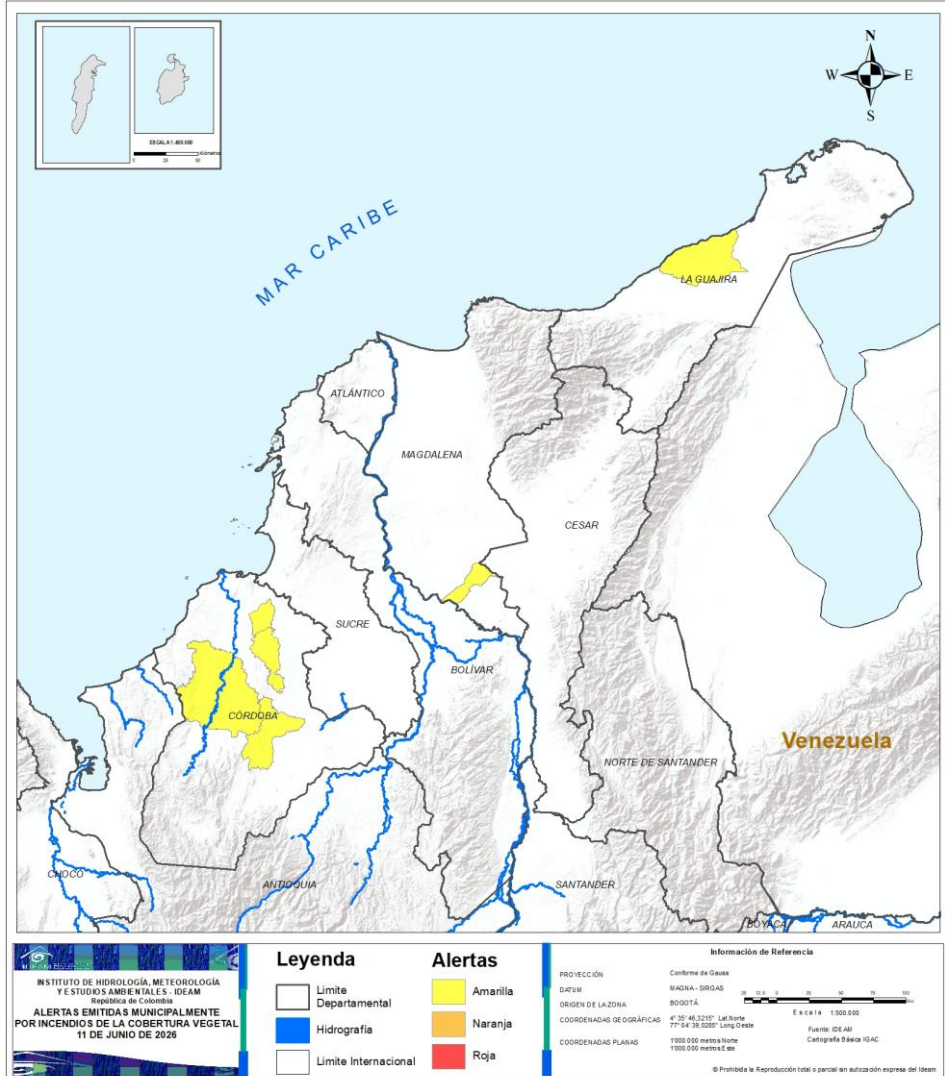 N
W E
S
ESCALA 1: 400.000
MAR CARIBE
LA GUAJIRA
ATLÁNTICO
MAGDALENA
CESAR
SUCRE
BOLÍVAR
CÓRDOBA
Venezuela
NORTE DE SANTANDER
CHOCÓ
ANTIOQUIA
SANTANDER
BOYACÁ
ARAUCA
IDEAM
INSTITUTO DE HIDROLOGÍA, METEOROLOGÍA
Y ESTUDIOS AMBIENTALES - IDEAM
República de Colombia
ALERTAS EMITIDAS MUNICIPALMENTE
POR INCENDIOS DE LA COBERTURA VEGETAL
11 DE JUNIO DE 2026
Leyenda
Limite
Departamental
Hidrografía
Limite Internacional
Alertas
Amarilla
Naranja
Roja
Información de Referencia
PROYECCIÓN Conforme de Gauss
DATUM MAGNA - SIRGAS
ORIGEN DE LA ZONA BOGOTÁ
COORDENADAS GEOGRÁFICAS 4° 35' 46,3215" Lat.Norte
77° 04' 39,0285" Long.Oeste
COORDENADAS PLANAS 1'000.000 metros Norte
1'000.000 metros Este
Escala 1:500.000
Fuente: IDEAM
Cartografía Básica IGAC
© Prohibida la Reproducción total o parcial sin autozación expresa del Ideam